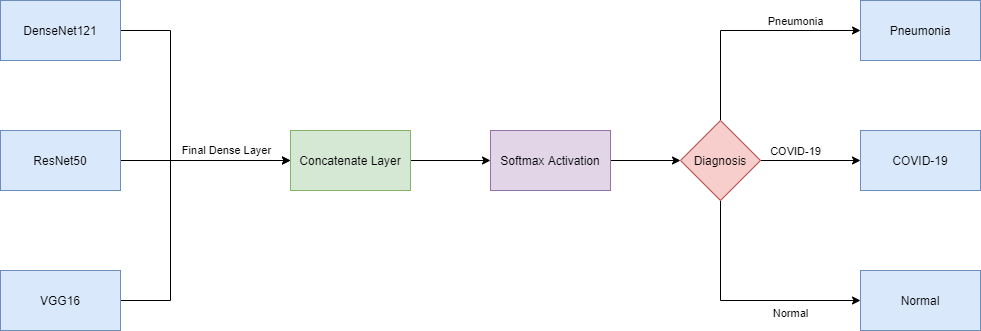 DenseNet121
ResNet50
VGG16
Final Dense Layer
Concatenate Layer
Softmax Activation
Diagnosis
Pneumonia
Pneumonia
COVID-19
COVID-19
Normal
Normal